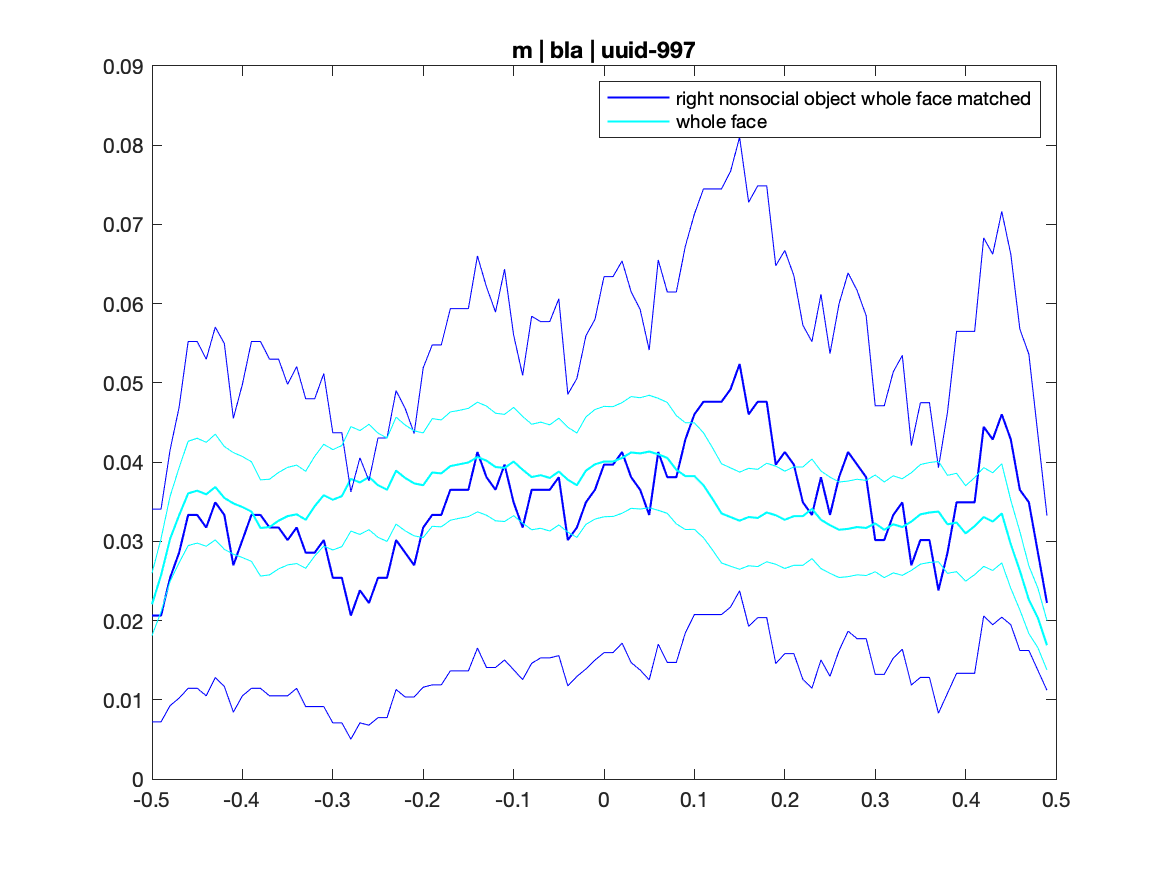 m | bla | uuid-997
right nonsocial object whole face matched
whole face
0.09
0.08
0.07
0.06
0.05
0.04
0.03
0.02
0.01
0
-0.5 -0.4 -0.3 -0.2 -0.1 0 0.1 0.2 0.3 0.4 0.5